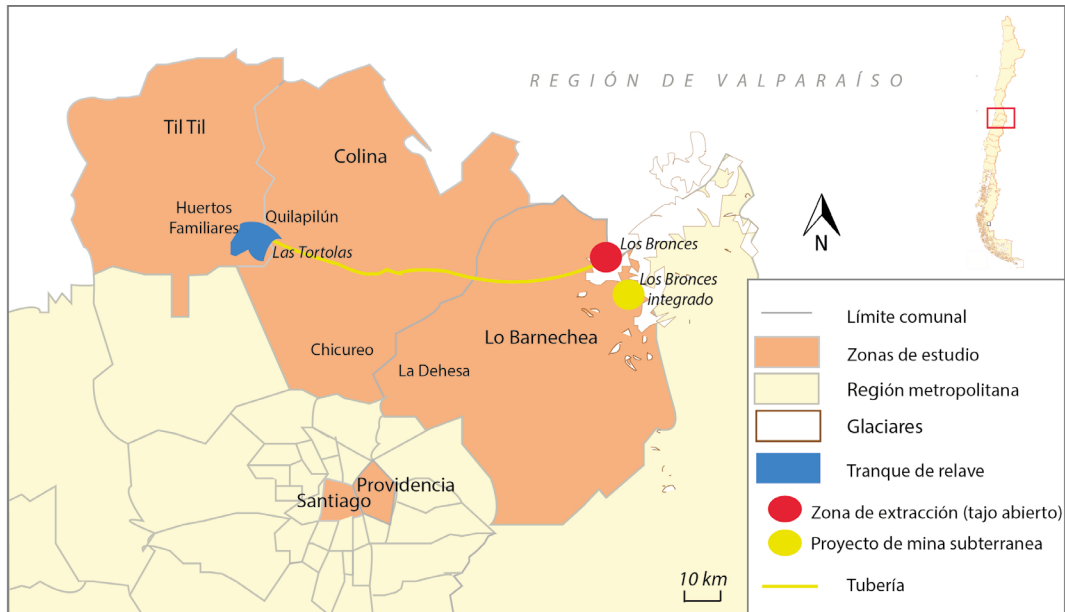 REGIÓN DE VALPARAÍSO
Til Til
Colina
Huertos
Familiares
Quilapilún
Las Tortolas
Los Bronces
N
Los Bronces
integrado
Lo Barnechea
Chicureo
La Dehesa
Providencia
Santiago
10 km
Límite comunal
Zonas de estudio
Región metropolitana
Glaciares
Tranque de relave
Zona de extracción (tajo abierto)
Proyecto de mina subterranea
Tubería